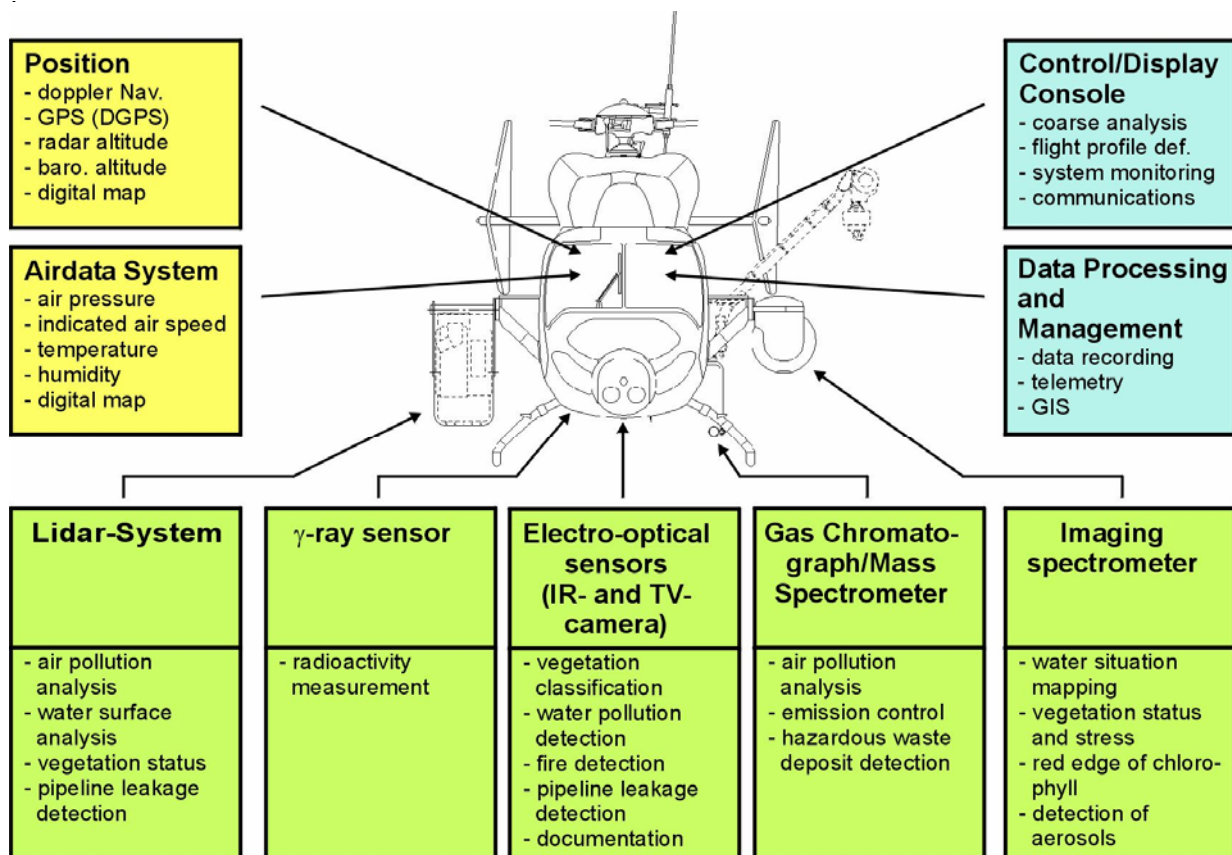 Position
- doppler Nav.
- GPS (DGPS)
- radar altitude
- baro. altitude
- digital map
Airdata System
- air pressure
- indicated air speed
- temperature
- humidity
- digital map
Control/Display
Console
- coarse analysis
- flight profile def.
- system monitoring
- communications
Data Processing
and
Management
- data recording
- telemetry
- GIS
Lidar-System
- air pollution
analysis
- water surface
analysis
- vegetation status
- pipeline leakage
detection
γ-ray sensor
- radioactivity
measurement
Electro-optical
sensors
(IR- and TV-
camera)
- vegetation
classification
- water pollution
detection
- fire detection
- pipeline leakage
detection
- documentation
Gas Chromato-
graph/Mass
Spectrometer
- air pollution
analysis
- emission control
- hazardous waste
deposit detection
Imaging
spectrometer
- water situation
mapping
- vegetation status
and stress
- red edge of chloro-
phyll
- detection of
aerosols